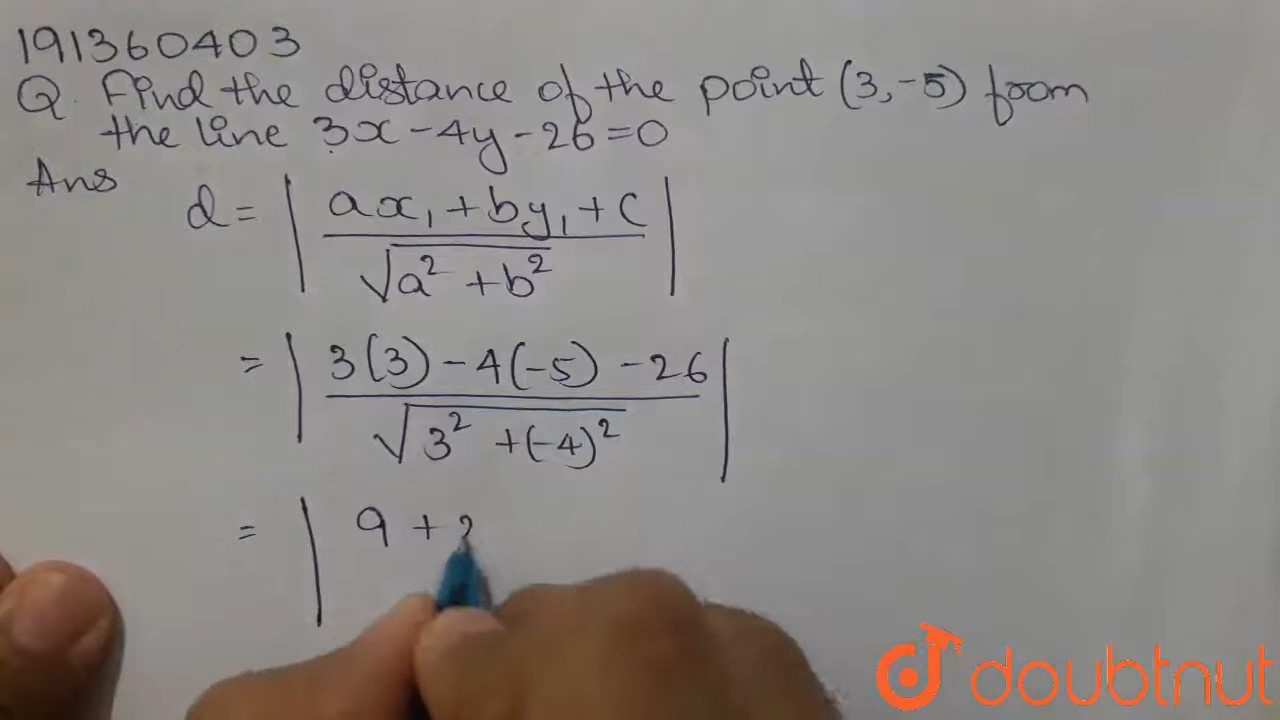 191360403
Q. Find the distance of the point (3,-5) from
the line 3x-4y-26=0
Ans
d = | ax₁ + by₁ + c |
√a² + b²
= | 3(3) - 4(-5) - 26 |
√3² + (-4)²
= | 9 + 2
doubtnut